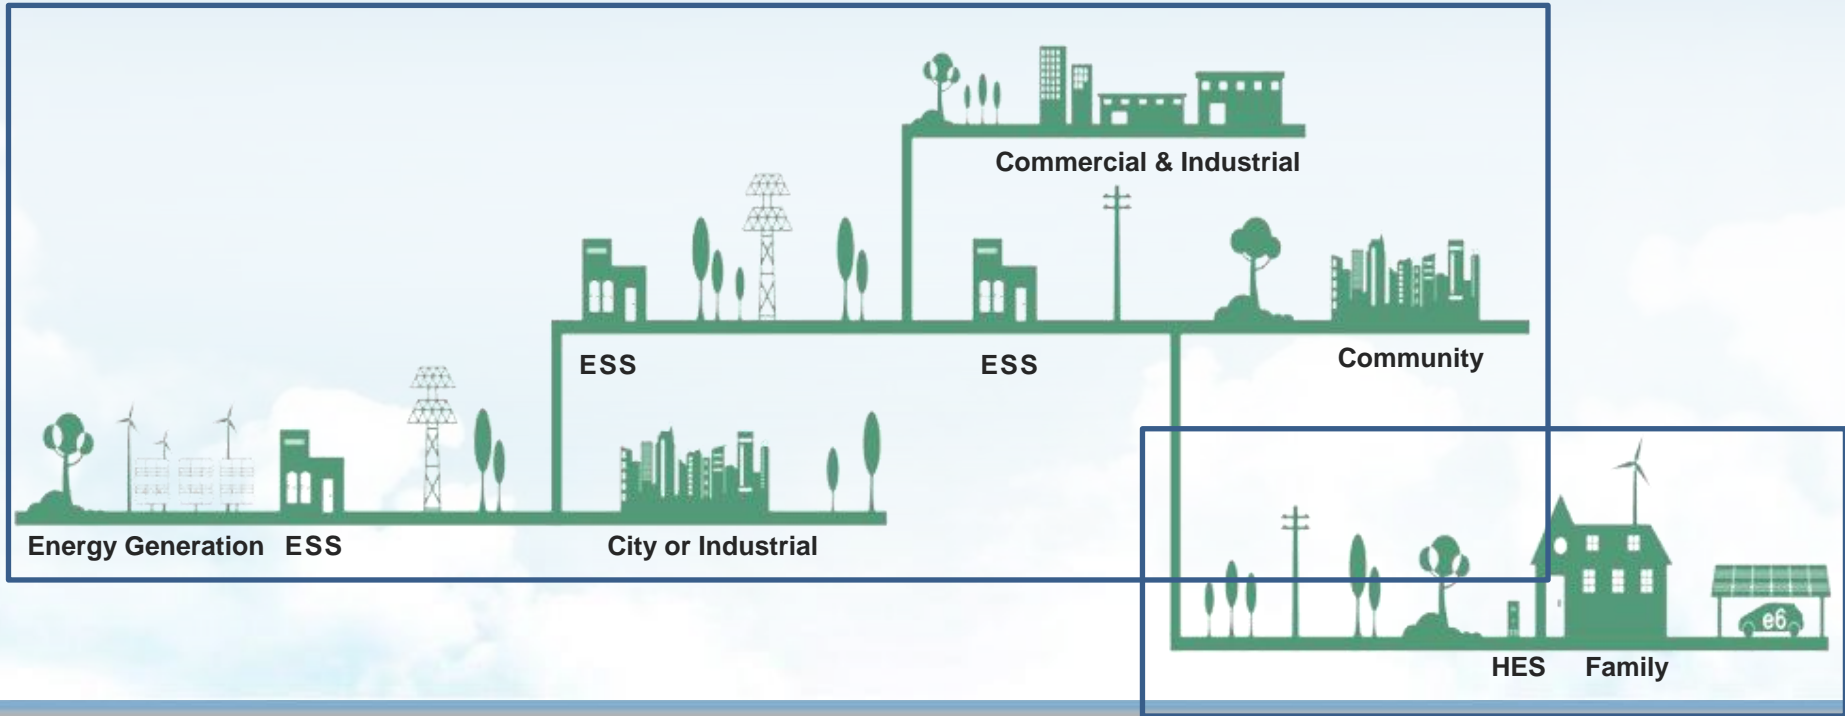 Commercial & Industrial
ESS
ESS
Community
Energy Generation
ESS
City or Industrial
e6
HES
Family